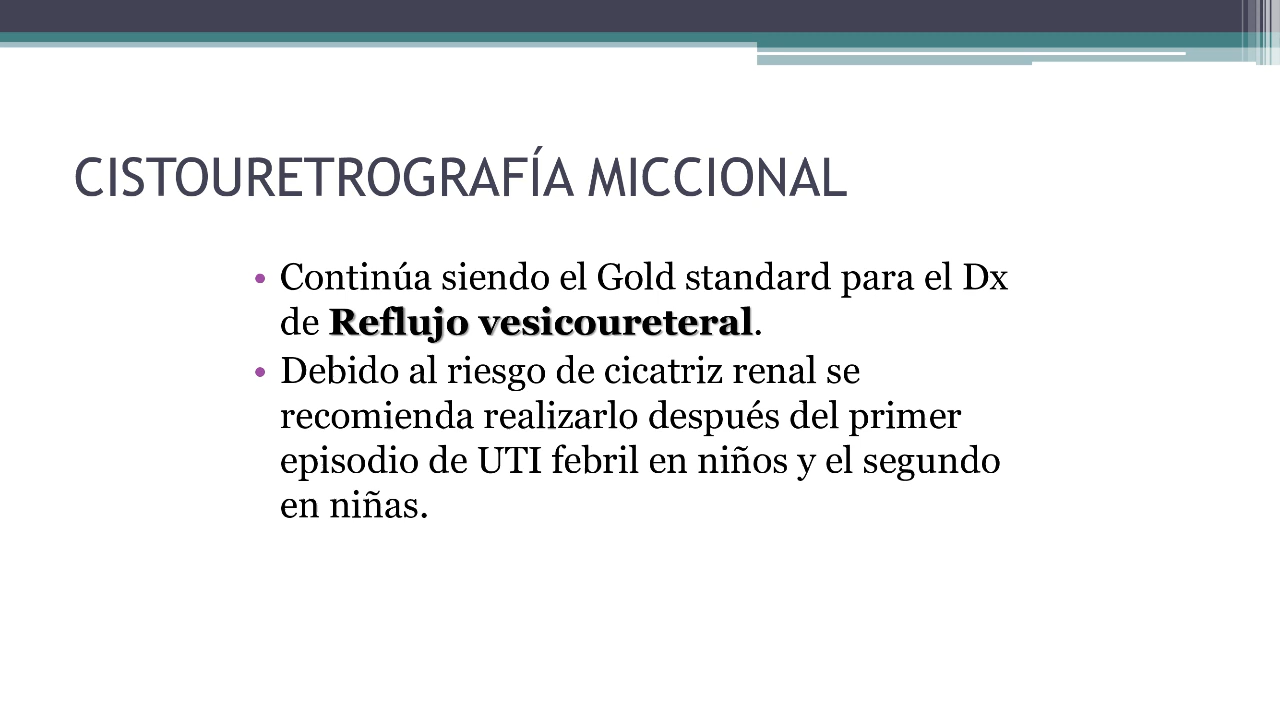 CISTOURETROGRAFÍA MICCIONAL
• Continúa siendo el Gold standard para el Dx
de Reflujo vesicoureteral.
• Debido al riesgo de cicatriz renal se
recomienda realizarlo después del primer
episodio de UTI febril en niños y el segundo
en niñas.